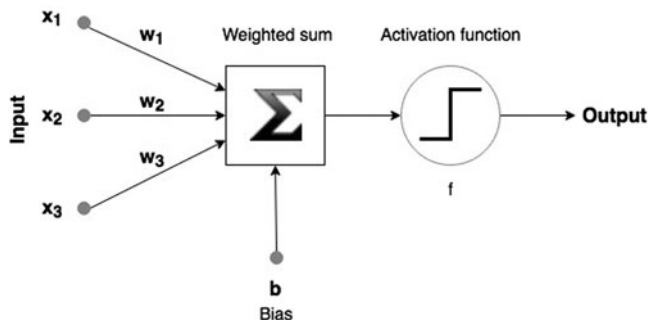 x1
w1
Weighted sum
Activation function
Input
x2
w2
Σ
Output
w3
x3
f
b
Bias